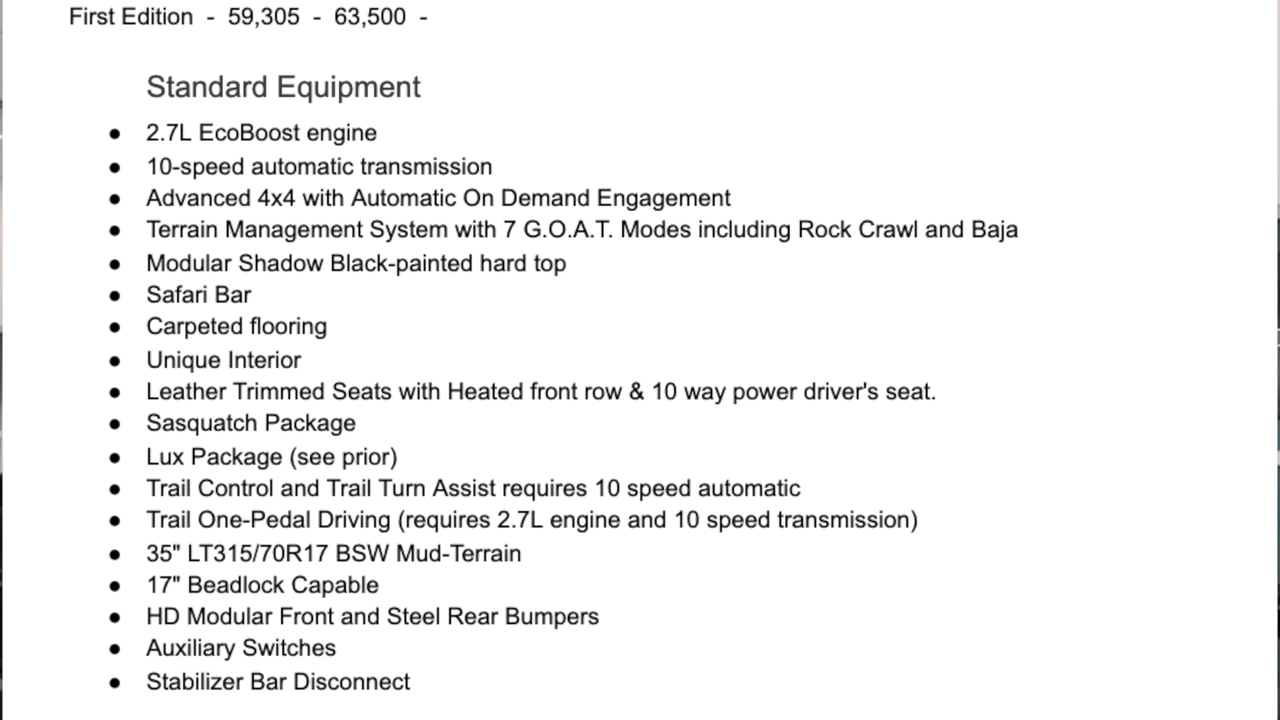 First Edition - 59,305 - 63,500 -
Standard Equipment
● 2.7L EcoBoost engine
● 10-speed automatic transmission
● Advanced 4x4 with Automatic On Demand Engagement
● Terrain Management System with 7 G.O.A.T. Modes including Rock Crawl and Baja
● Modular Shadow Black-painted hard top
● Safari Bar
● Carpeted flooring
● Unique Interior
● Leather Trimmed Seats with Heated front row & 10 way power driver's seat.
● Sasquatch Package
● Lux Package (see prior)
● Trail Control and Trail Turn Assist requires 10 speed automatic
● Trail One-Pedal Driving (requires 2.7L engine and 10 speed transmission)
● 35" LT315/70R17 BSW Mud-Terrain
● 17" Beadlock Capable
● HD Modular Front and Steel Rear Bumpers
● Auxiliary Switches
● Stabilizer Bar Disconnect